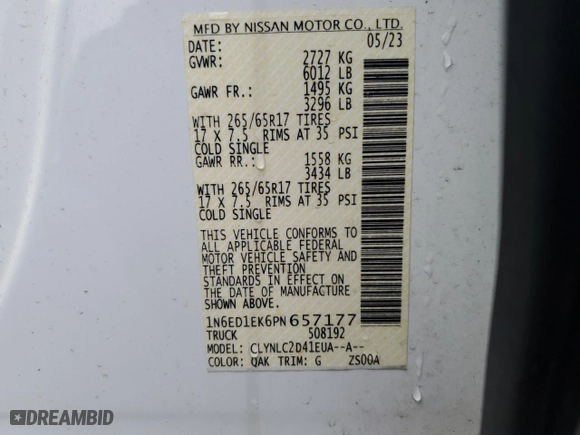 MFD BY NISSAN MOTOR CO., LTD.
DATE: 05/23
GVWR: 2727 KG
6012 LB
GAWR FR.: 1495 KG
3296 LB
WITH 265/65R17 TIRES
17 X 7.5 RIMS AT 35 PSI
COLD SINGLE
GAWR RR.: 1558 KG
3434 LB
WITH 265/65R17 TIRES
17 X 7.5 RIMS AT 35 PSI
COLD SINGLE
THIS VEHICLE CONFORMS TO
ALL APPLICABLE FEDERAL
MOTOR VEHICLE SAFETY AND
THEFT PREVENTION
STANDARDS IN EFFECT ON
THE DATE OF MANUFACTURE
SHOWN ABOVE.
1N6ED1EK6PN657177
TRUCK 508192
MODEL: CLYNLC2D41EUA--A--
COLOR: QAK TRIM: G ZS00A
DREAMBID